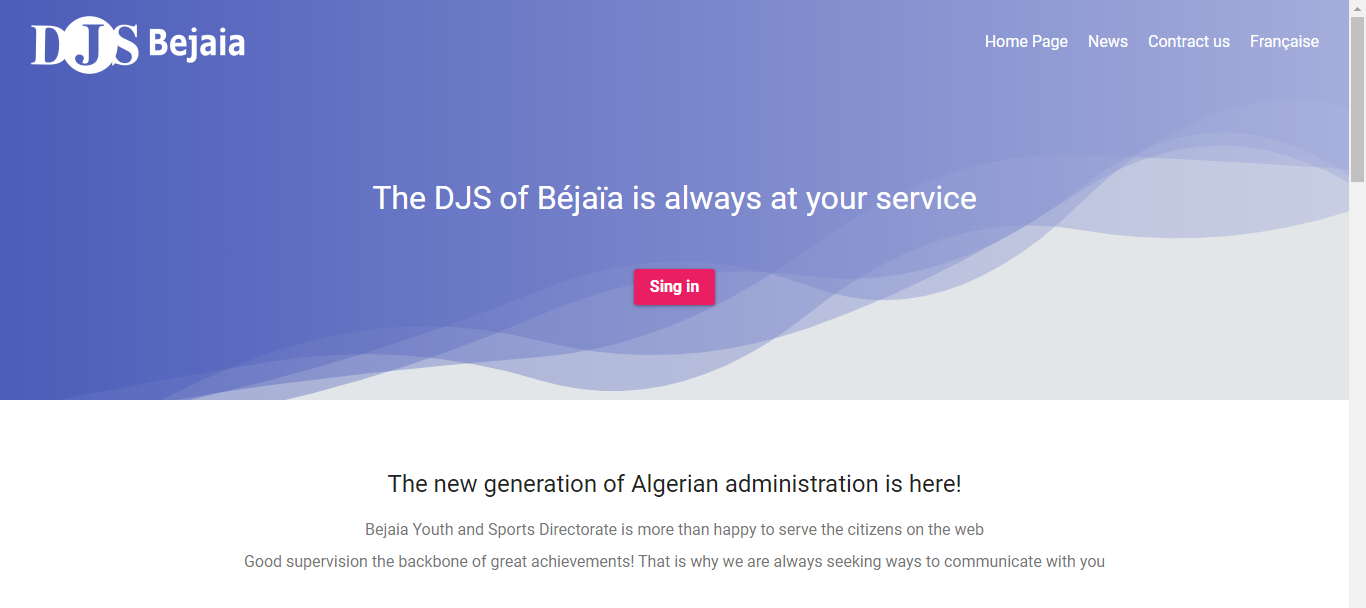 DJS Bejaia
Home Page News Contract us Française
The DJS of Béjaïa is always at your service
Sing in
The new generation of Algerian administration is here!
Bejaia Youth and Sports Directorate is more than happy to serve the citizens on the web
Good supervision the backbone of great achievements! That is why we are always seeking ways to communicate with you